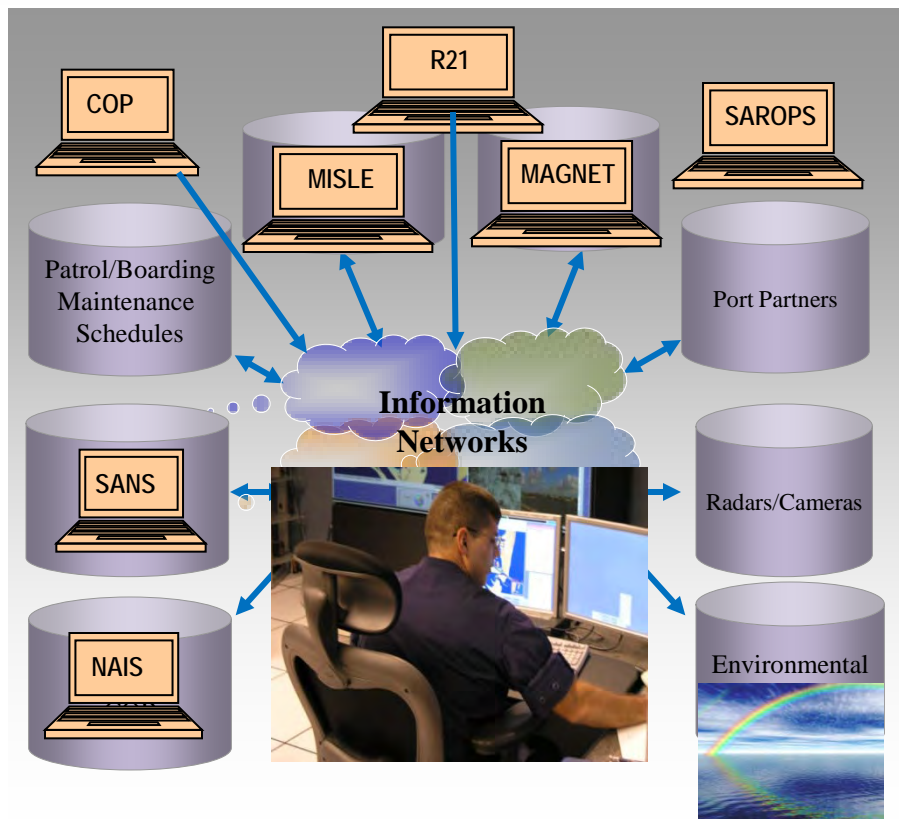 R21
COP
SAROPS
MISLE
MAGNET
Patrol/Boarding
Maintenance
Schedules
Port Partners
Information
Networks
SANS
Radars/Cameras
NAIS
Environmental